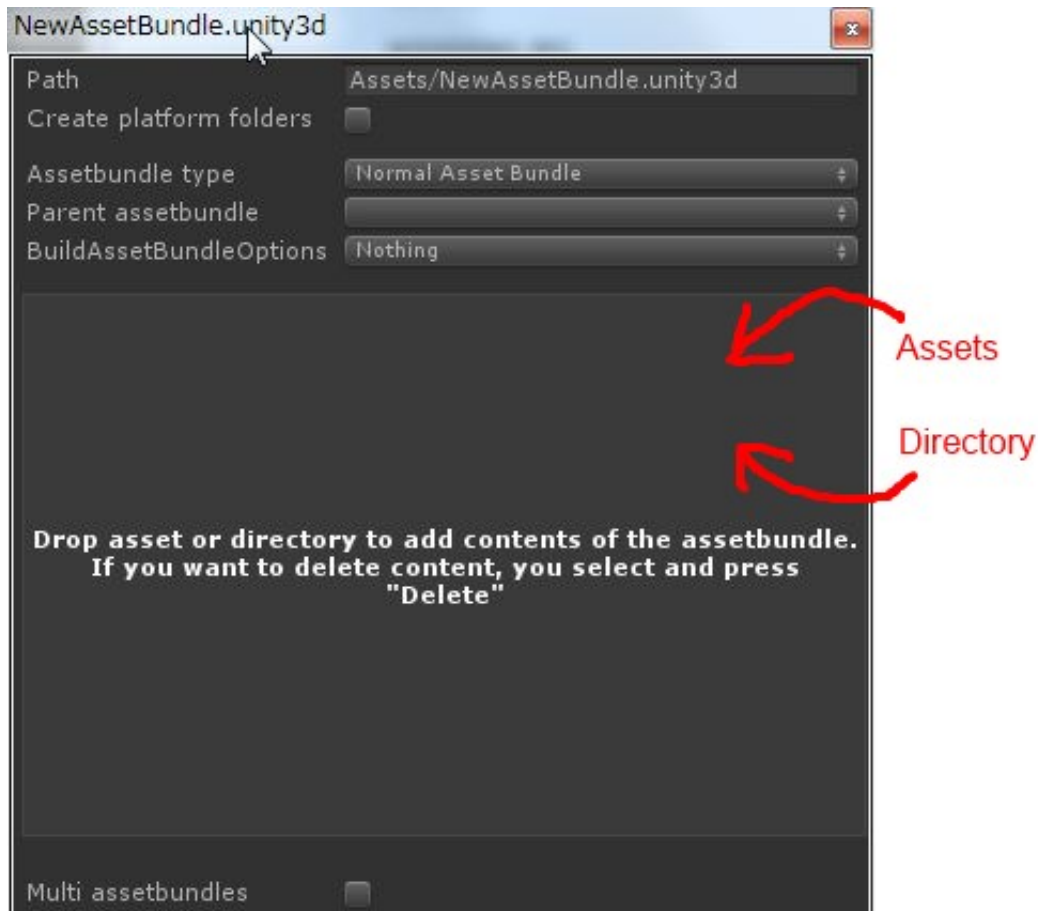 NewAssetBundle.unity3d
Path Assets/NewAssetBundle.unity3d
Create platform folders
Assetbundle type Normal Asset Bundle
Parent assetbundle
BuildAssetBundleOptions Nothing
Assets
Directory
Drop asset or directory to add contents of the assetbundle.
If you want to delete content, you select and press
"Delete"
Multi assetbundles